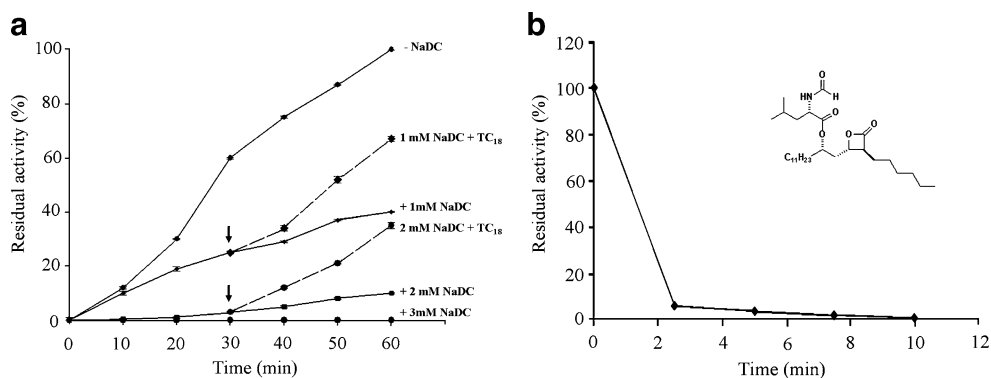 a
Residual activity (%)
100
80
60
40
20
0
0 10 20 30 40 50 60
Time (min)
- NaDC
1 mM NaDC + TC18
+ 1mM NaDC
2 mM NaDC + TC18
+ 2 mM NaDC
+ 3mM NaDC
b
Residual activity (%)
120
100
80
60
40
20
0
0 2 4 6 8 10 12
Time (min)
O
HN H
O
O
O O
C11H23